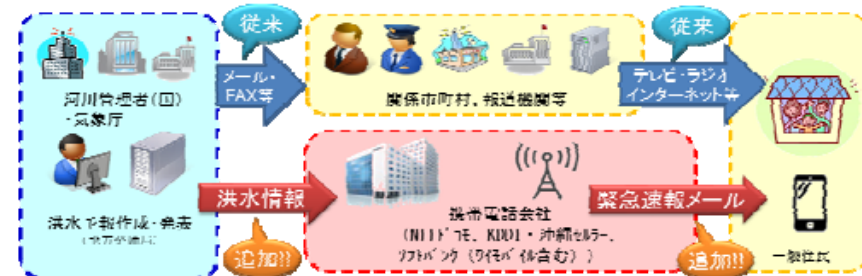 従来
従来
メール・
FAX等
テレビ・ラジオ
インターネット等
河川管理者(国)
・気象庁
関係市町村、報道機関等
洪水情報
緊急速報メール
洪水予報作成・発表
携帯電話会社
(NTTドコモ、KDDI・沖縄セルラー、
ソフトバンク(ワイモバイル含む))
追加!!
追加!!
一般住民